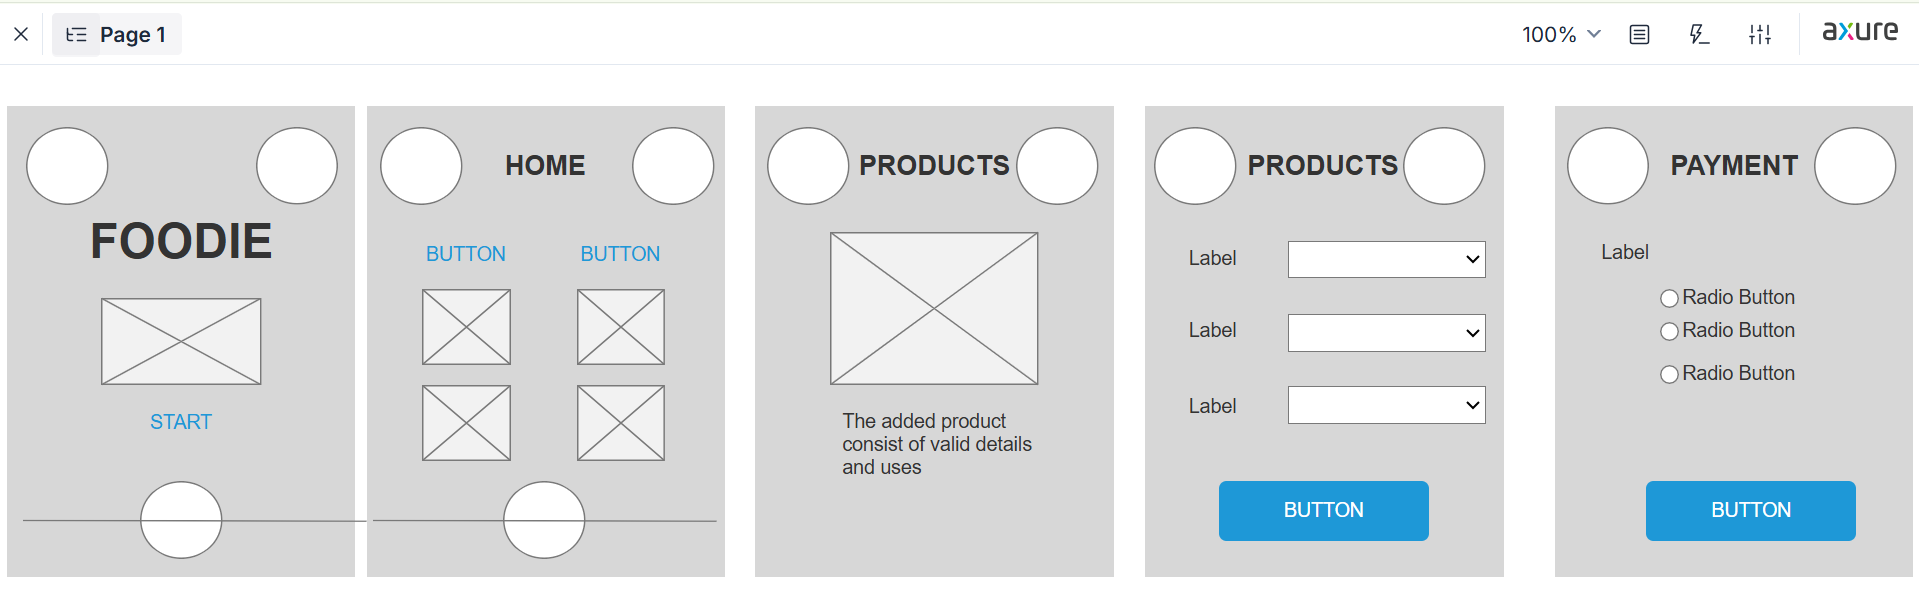 Page 1
100%
axure
FOODIE
START
HOME
BUTTON
BUTTON
PRODUCTS
The added product
consist of valid details
and uses
PRODUCTS
Label
Label
Label
BUTTON
PAYMENT
Label
Radio Button
Radio Button
Radio Button
BUTTON